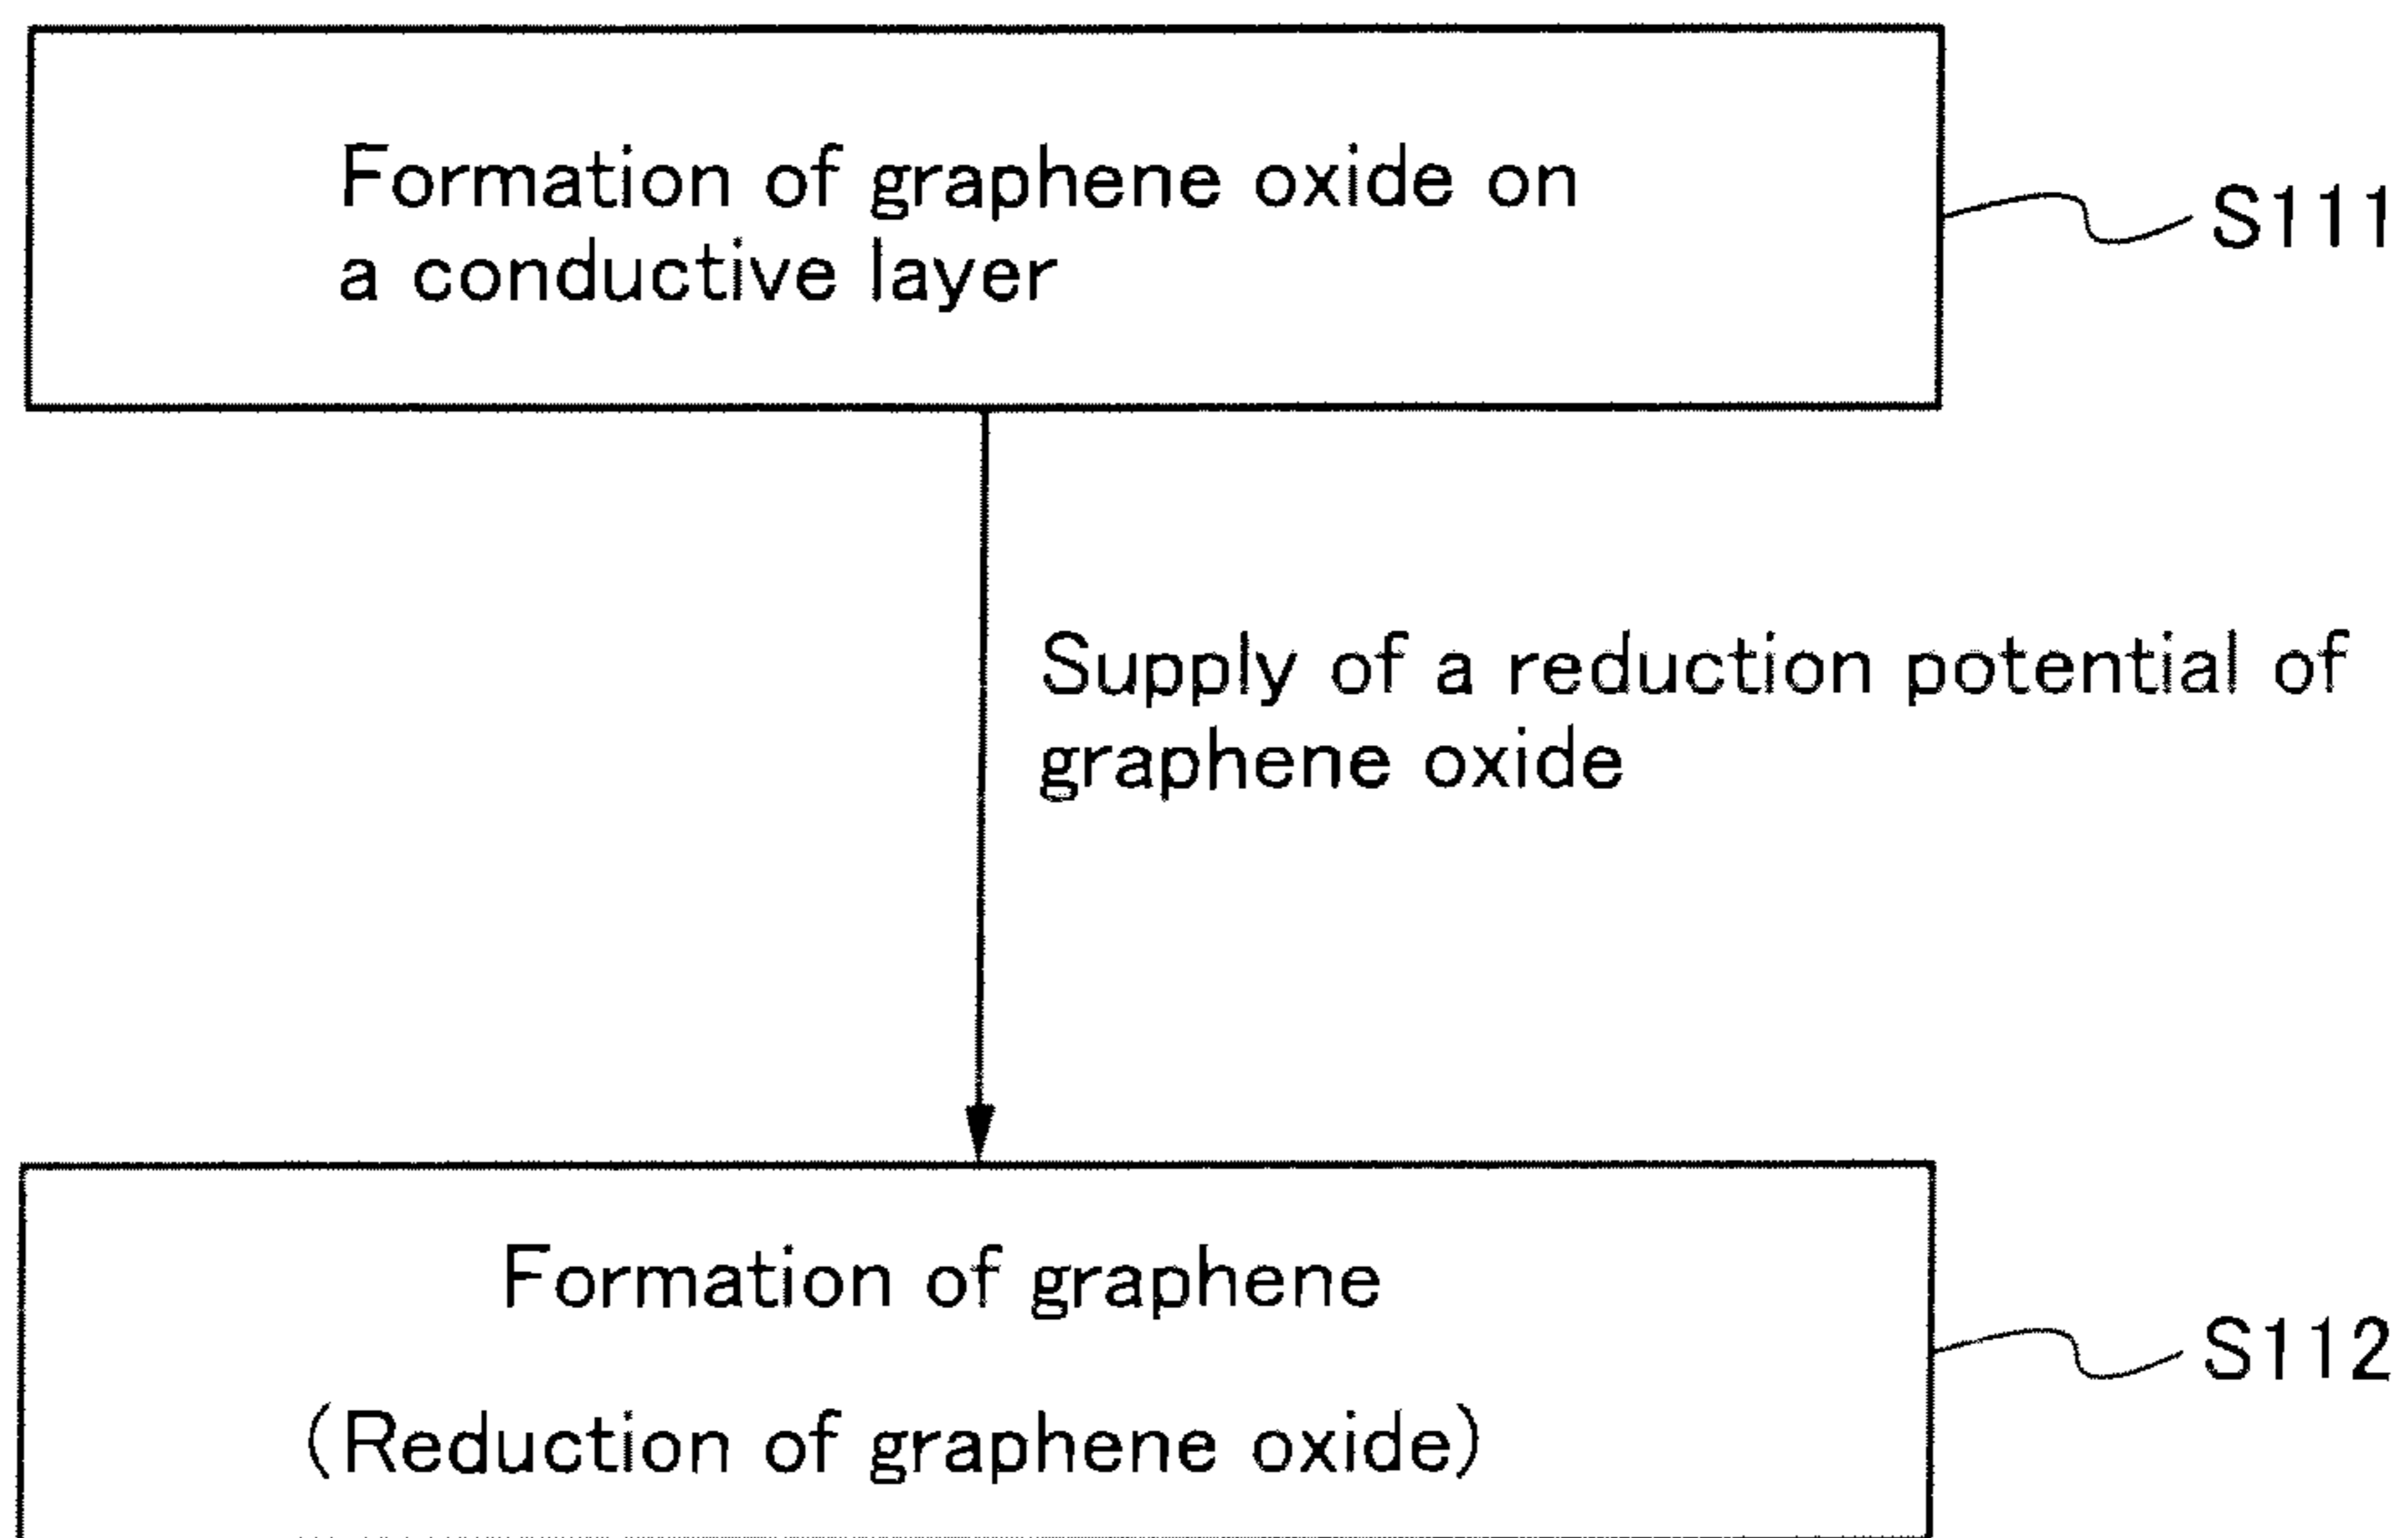 Formation of graphene oxide on
a conductive layer
S111
Supply of a reduction potential of
graphene oxide
Formation of graphene
(Reduction of graphene oxide)
S112